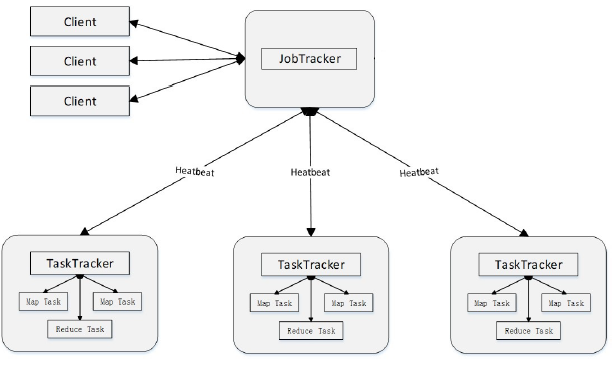 Client
Client
Client
JobTracker
Heatbeat
Heatbeat
Heatbeat
TaskTracker
Map Task
Map Task
Reduce Task
TaskTracker
Map Task
Map Task
Reduce Task
TaskTracker
Map Task
Map Task
Reduce Task